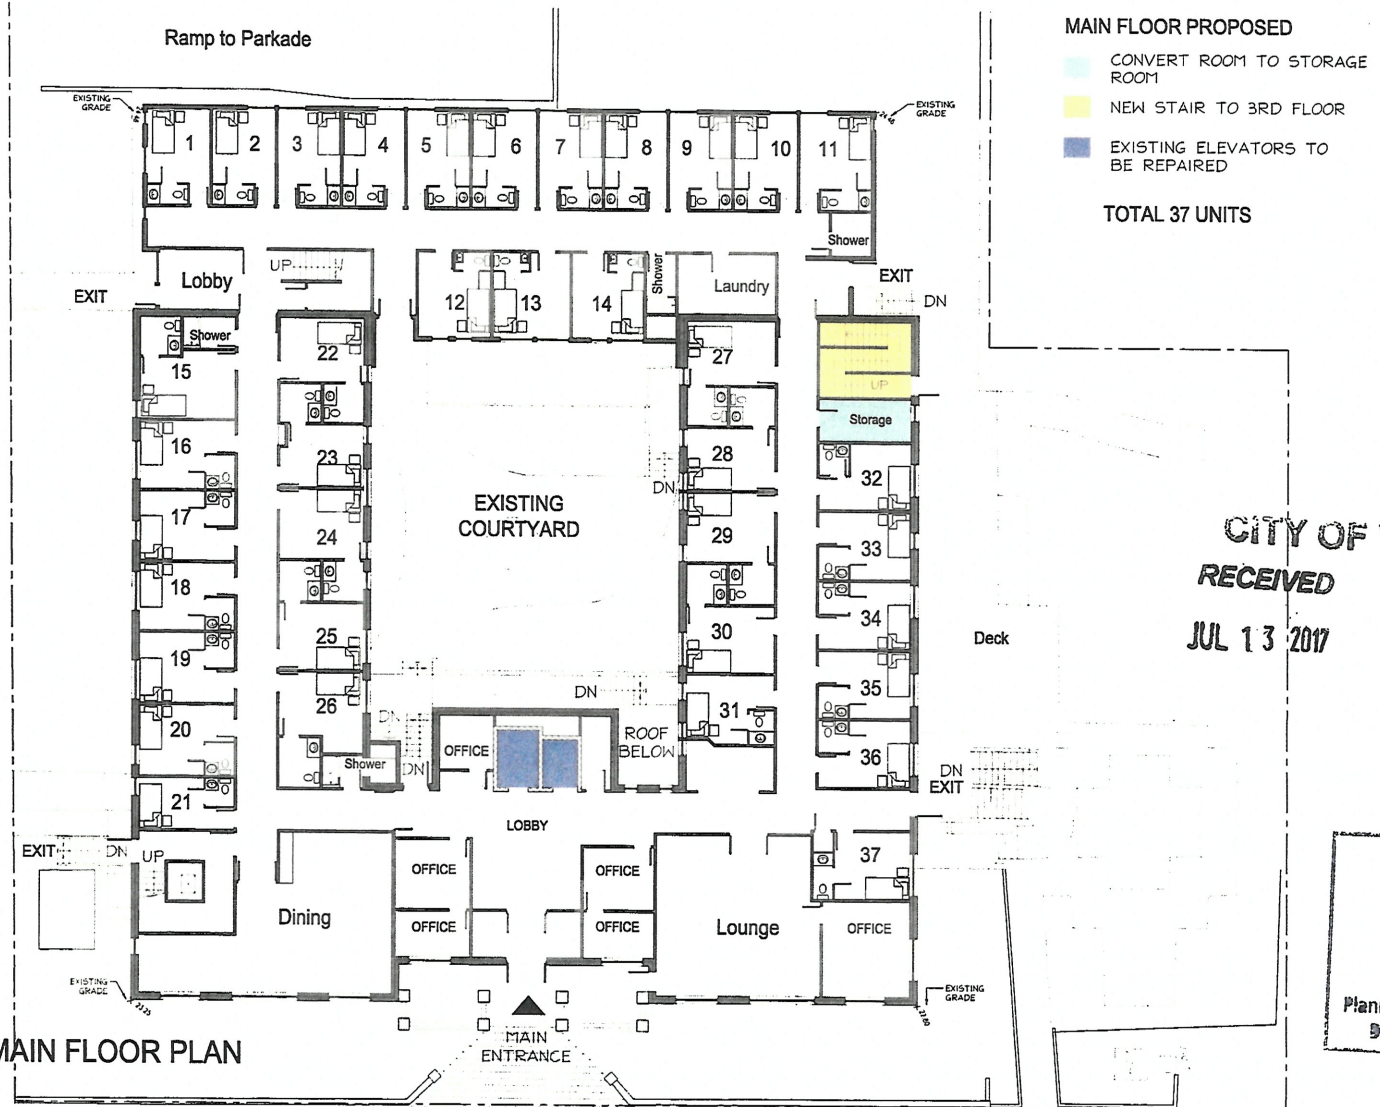 Ramp to Parkade
MAIN FLOOR PROPOSED
CONVERT ROOM TO STORAGE
ROOM
NEW STAIR TO 3RD FLOOR
EXISTING ELEVATORS TO
BE REPAIRED
TOTAL 37 UNITS
EXISTING
GRADE
EXISTING
GRADE
1 2 3 4 5 6 7 8 9 10 11
Shower
Lobby
UP
EXIT
12 13 14
Shower
Laundry
EXIT
DN
Shower
15
22
27
UP
Storage
16
23
28
32
17
24
29
33
18
25
30
34
19
26
31
35
20
36
21
EXISTING
COURTYARD
DN
DN
DN
DN
Shower
OFFICE
ROOF
BELOW
Deck
CITY OF
RECEIVED
JUL 13 2017
DN
EXIT
LOBBY
EXIT
DN
UP
OFFICE
OFFICE
37
Dining
OFFICE
OFFICE
Lounge
OFFICE
EXISTING
GRADE
23.25
EXISTING
GRADE
MAIN
ENTRANCE
MAIN FLOOR PLAN